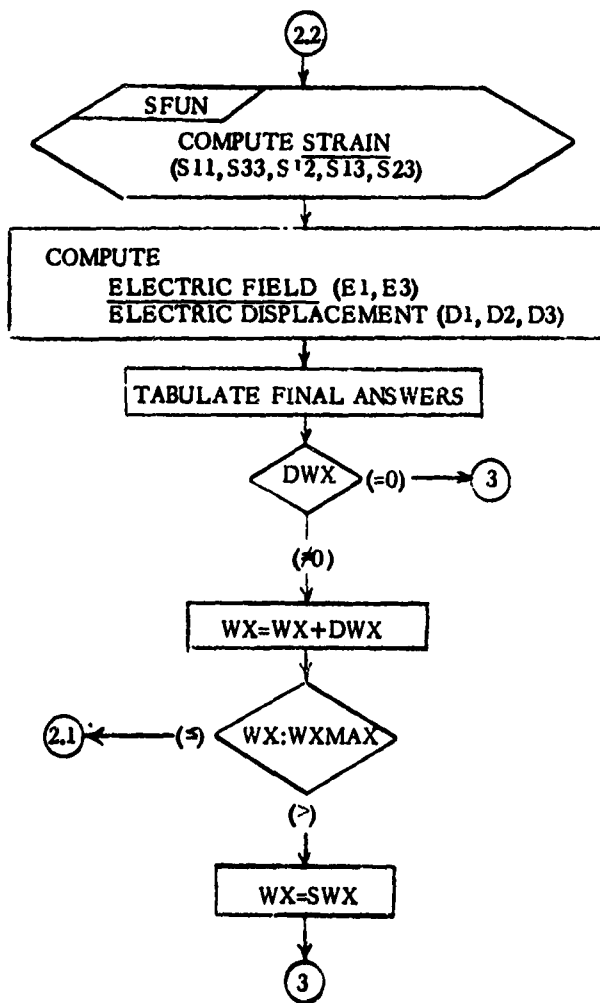 2.2
SFUN
COMPUTE STRAIN
(S11, S33, S12, S13, S23)
COMPUTE
ELECTRIC FIELD (E1, E3)
ELECTRIC DISPLACEMENT (D1, D2, D3)
TABULATE FINAL ANSWERS
DWX (=0) 3
(≠0)
WX=WX+DWX
2.1 (≤) WX:WXMAX
(>)
WX=SWX
3